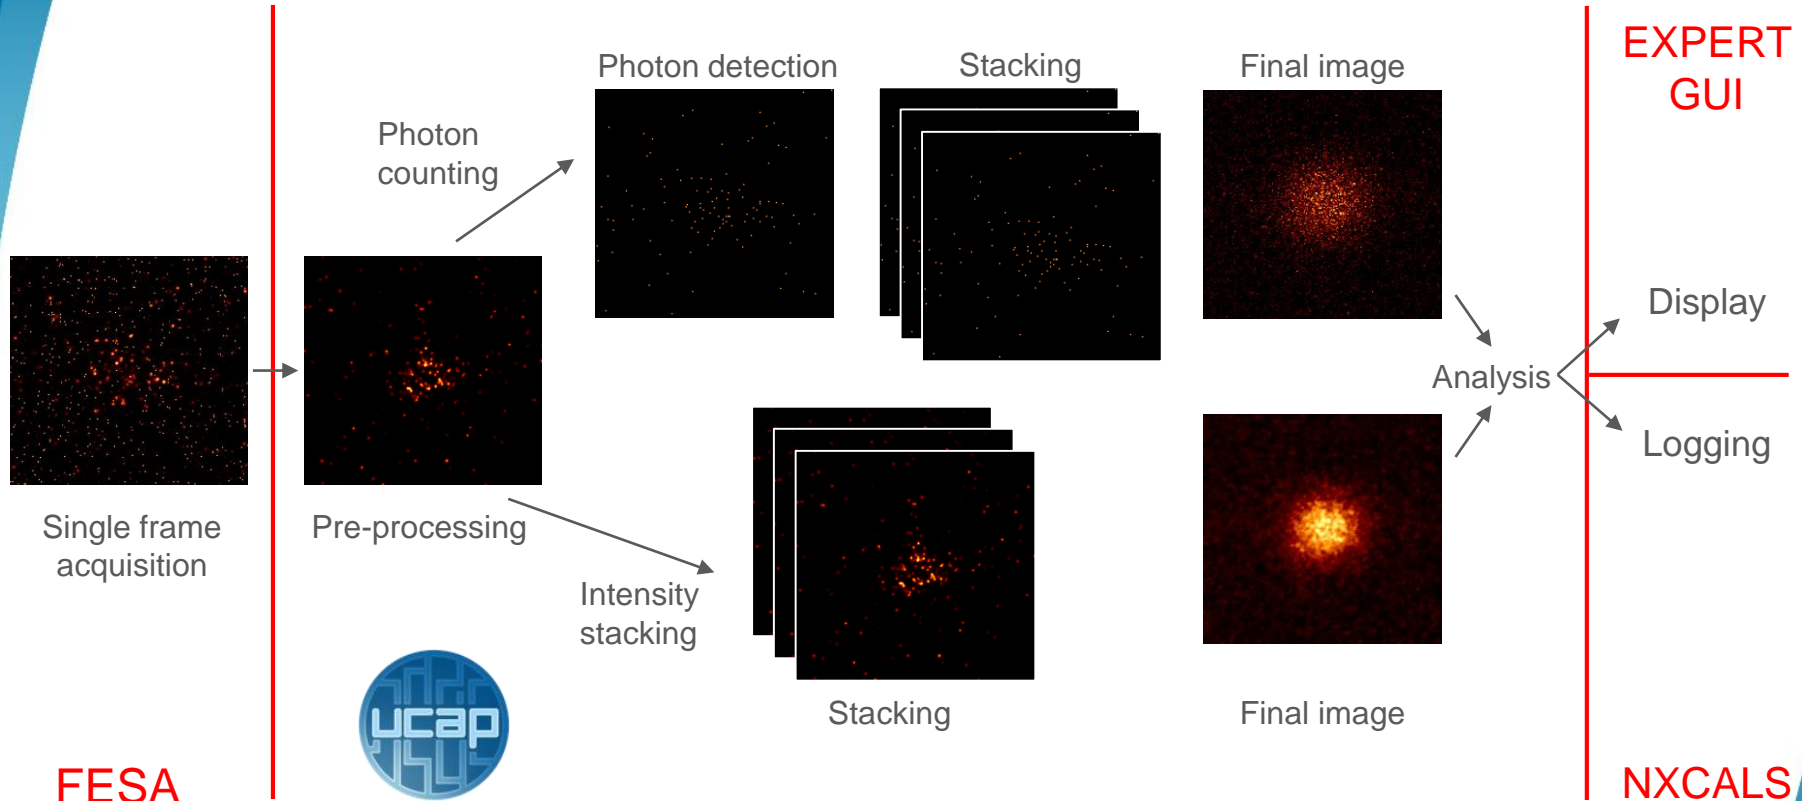 EXPERT
GUI
Photon detection
Stacking
Final image
Photon
counting
Display
Analysis
Logging
Single frame
acquisition
Pre-processing
Intensity
stacking
Stacking
Final image
ucap
FESA
NXCALS